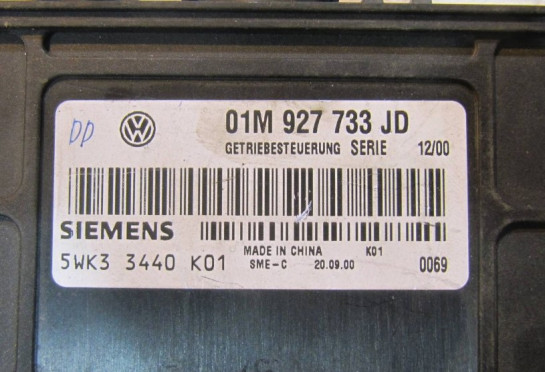 DD
01M 927 733 JD
GETRIEBESTEUERUNG SERIE 12/00
SIEMENS
MADE IN CHINA K01
5WK3 3440 K01 SME-C 20.09.00 0069